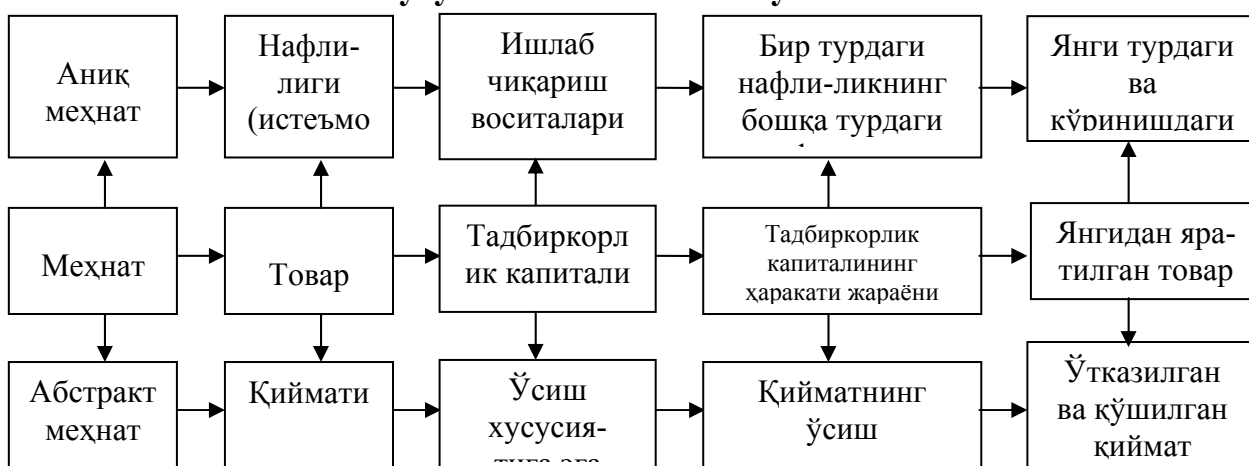 Аниқ
меҳнат
Нафли-
лиги
(истеъмо
Ишлаб
чиқариш
воситалари
Бир турдаги
нафли-ликнинг
бошқа турдаги
Янги турдаги
ва
кўринишдаги
Меҳнат
Товар
Тадбиркорл
ик капитали
Тадбиркорлик
капиталининг
ҳаракати жараёни
Янгидан яра-
тилган товар
Абстракт
меҳнат
Қиймати
Ўсиш
хусусия-
Қийматнинг
ўсиш
Ўтказилган
ва қўшилган
қиймат